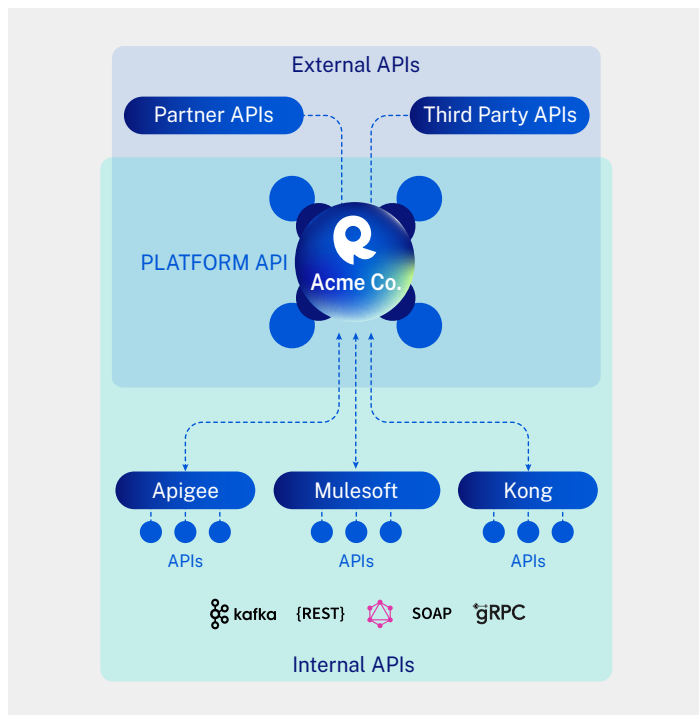 External APIs
Partner APIs
Third Party APIs
PLATFORM API
Acme Co.
Apigee
Mulesoft
Kong
APIs
APIs
APIs
kafka
{REST}
SOAP
gRPC
Internal APIs